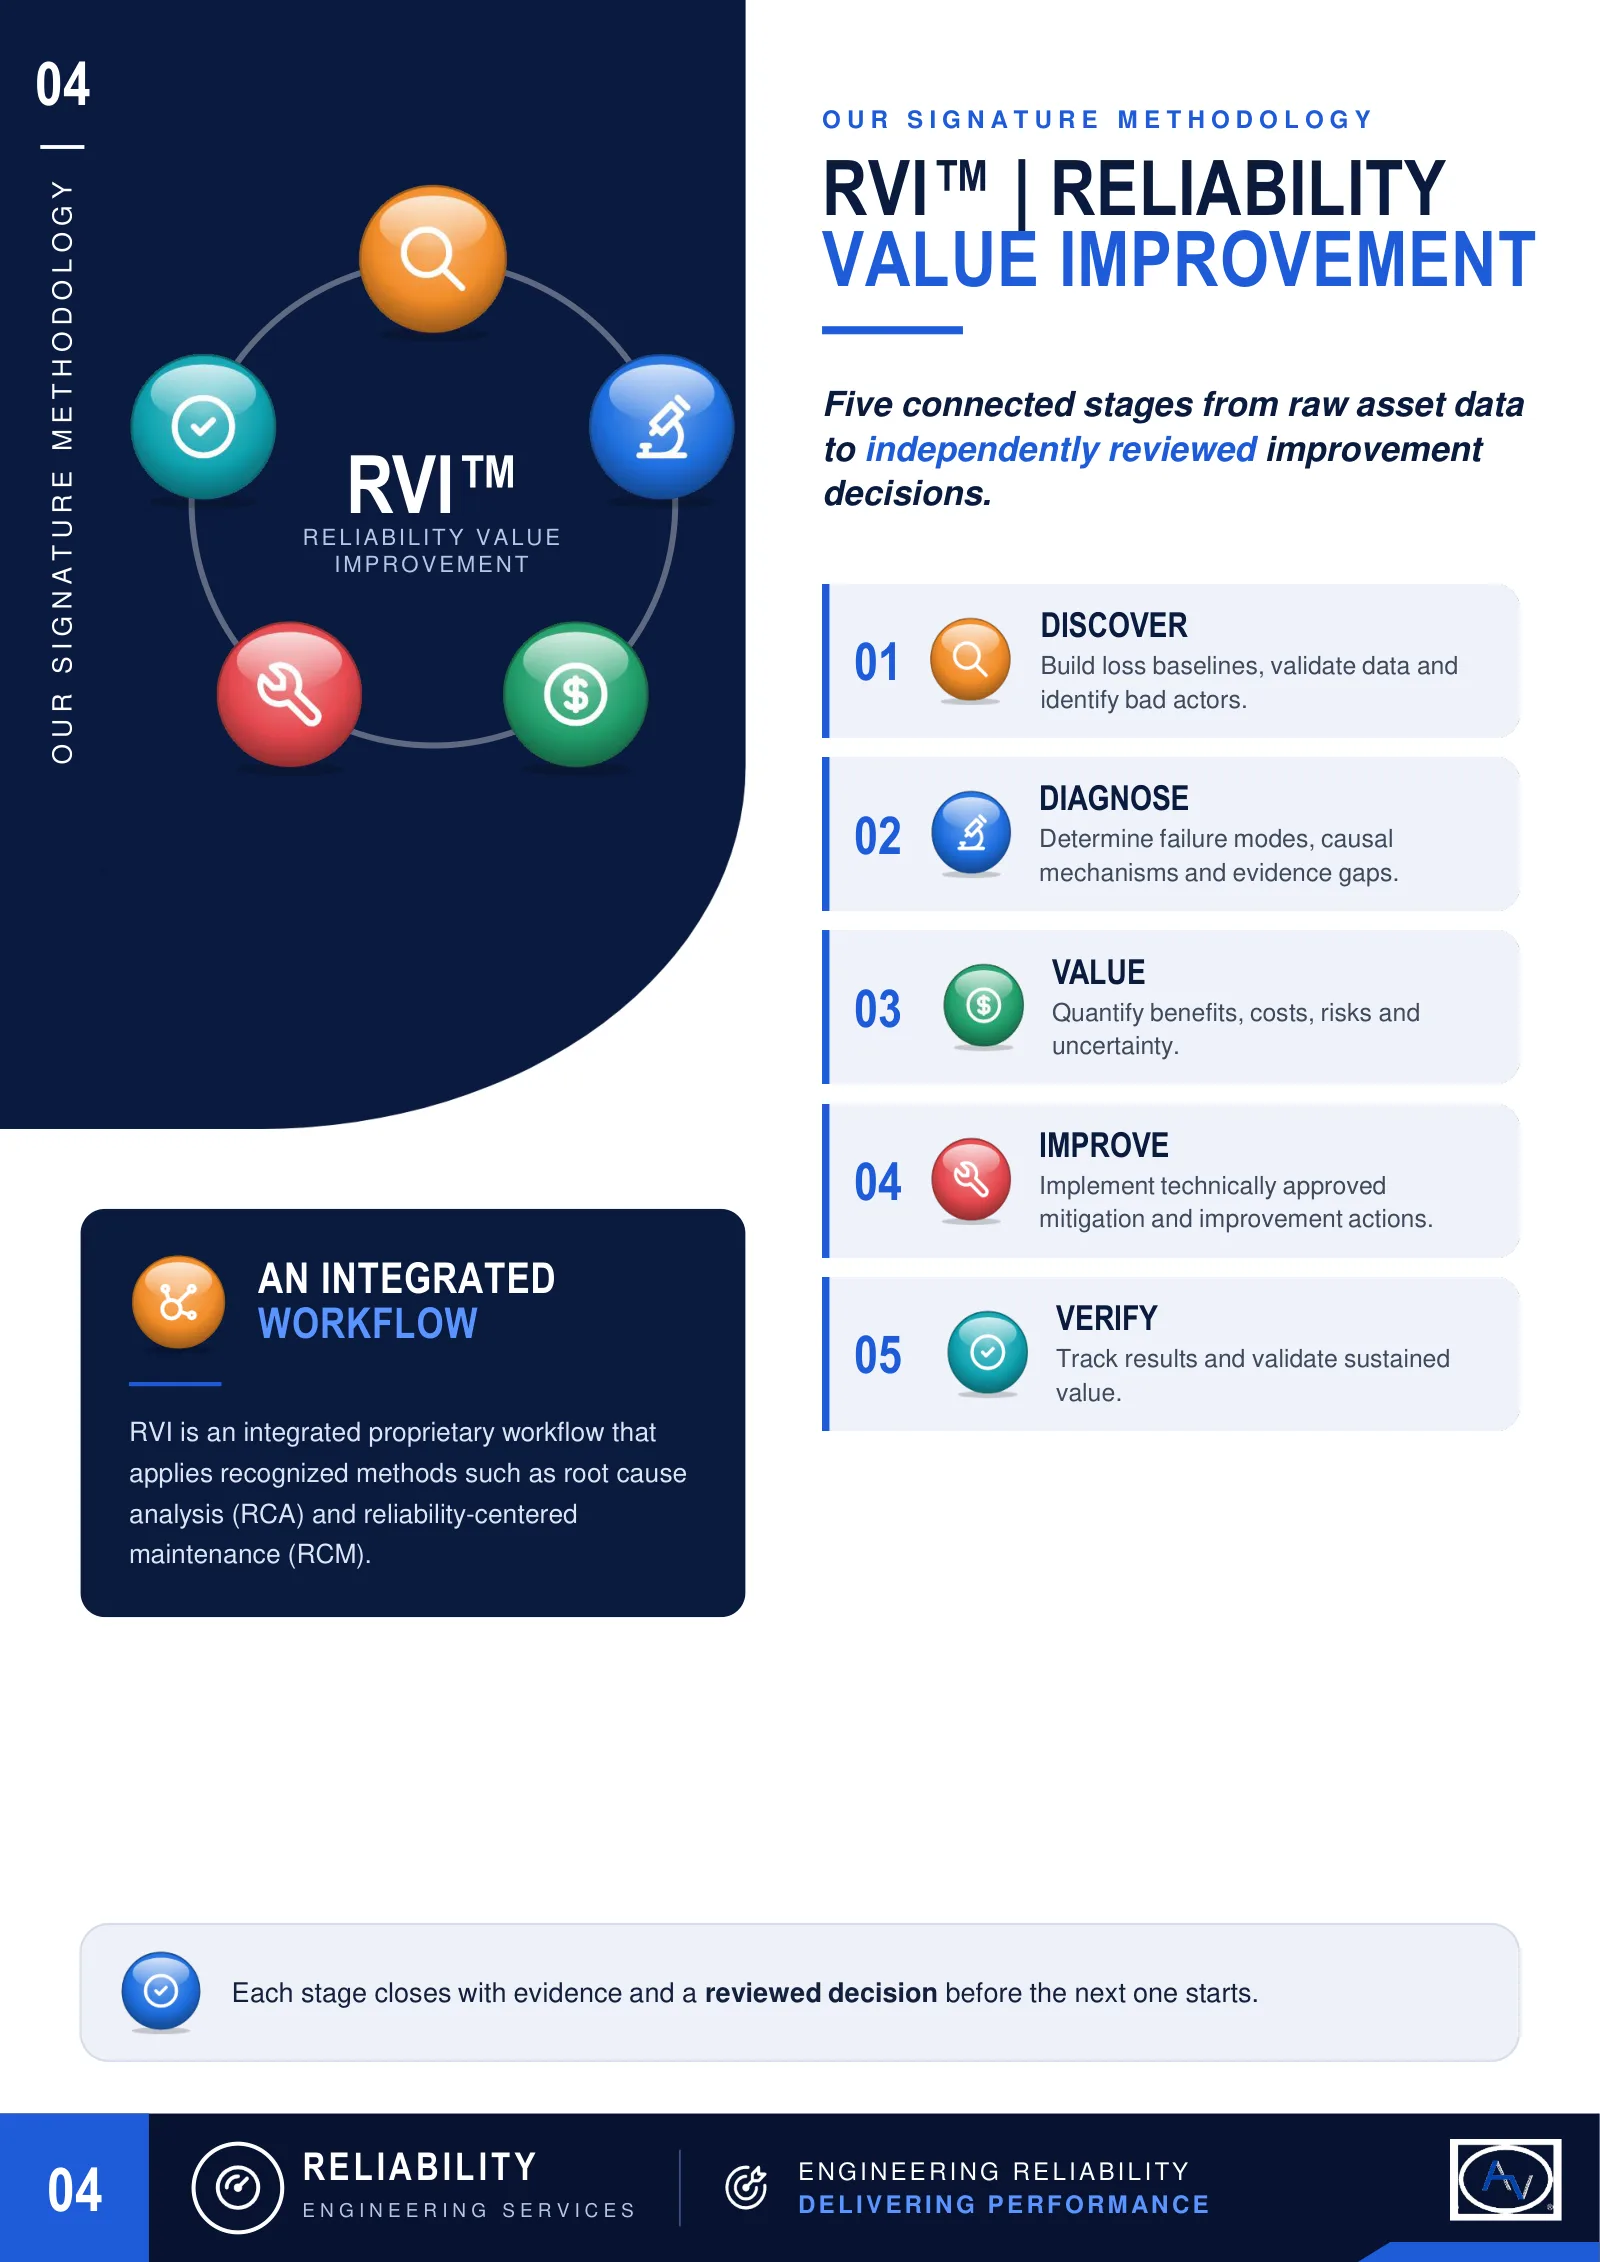 04
OUR SIGNATURE METHODOLOGY
RVI™
RELIABILITY VALUE
IMPROVEMENT
OUR SIGNATURE METHODOLOGY
RVI™ | RELIABILITY
VALUE IMPROVEMENT
Five connected stages from raw asset data
to independently reviewed improvement
decisions.
01
DISCOVER
Build loss baselines, validate data and
identify bad actors.
02
DIAGNOSE
Determine failure modes, causal
mechanisms and evidence gaps.
03
VALUE
Quantify benefits, costs, risks and
uncertainty.
04
IMPROVE
Implement technically approved
mitigation and improvement actions.
05
VERIFY
Track results and validate sustained
value.
AN INTEGRATED
WORKFLOW
RVI is an integrated proprietary workflow that
applies recognized methods such as root cause
analysis (RCA) and reliability-centered
maintenance (RCM).
Each stage closes with evidence and a reviewed decision before the next one starts.
04
RELIABILITY
ENGINEERING SERVICES
ENGINEERING RELIABILITY
DELIVERING PERFORMANCE
AV®